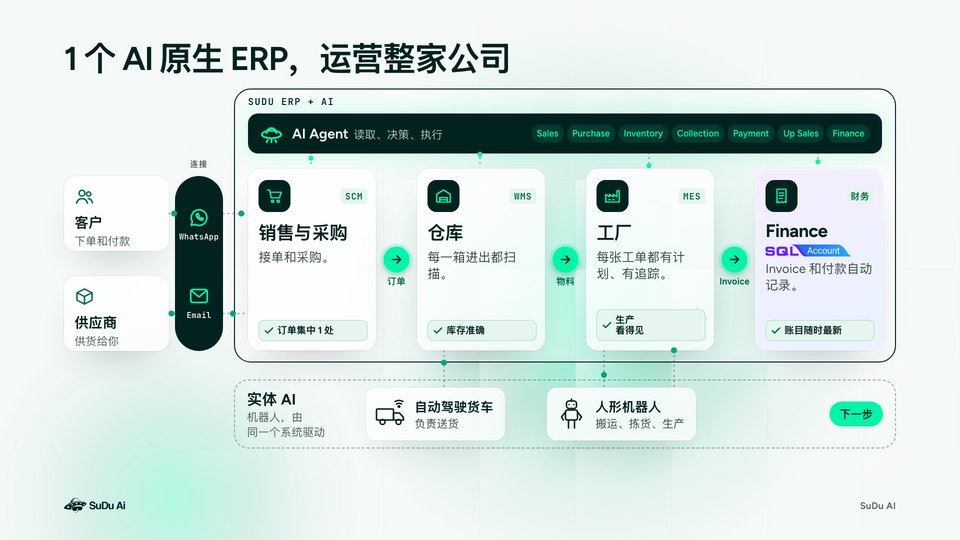 1 个 AI 原生 ERP，运营整家公司
SUDU ERP + AI
AI Agent 读取、决策、执行
Sales
Purchase
Inventory
Collection
Payment
Up Sales
Finance
连接
客户
下单和付款
供应商
供货给你
WhatsApp
Email
SCM
销售与采购
接单和采购。
订单集中 1 处
订单
WMS
仓库
每一箱进出都扫
描。
库存准确
物料
MES
工厂
每张工单都有计
划、有追踪。
生产
看得见
Invoice
财务
Finance
SQL Account
Invoice 和付款自动
记录。
账目随时最新
实体 AI
机器人，由
同一个系统驱动
自动驾驶货车
负责送货
人形机器人
搬运、拣货、生产
下一步
SuDu Ai
SuDu AI